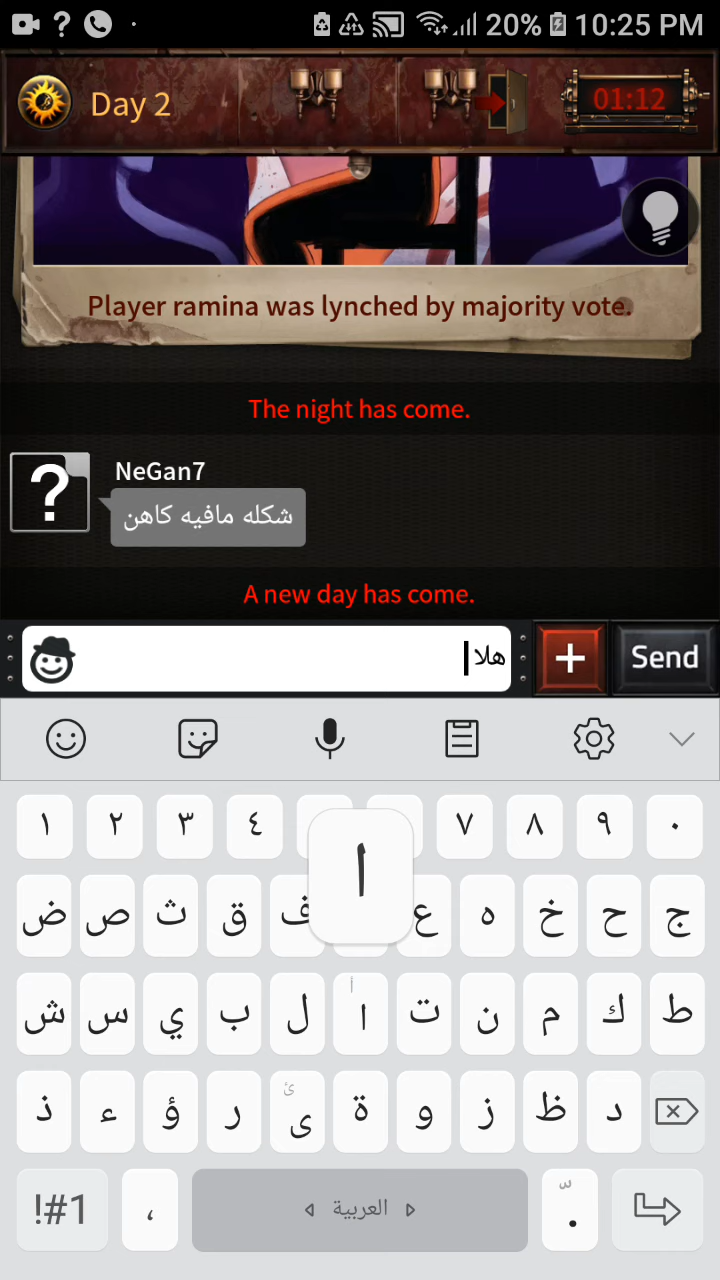 20% 10:25 PM
Day 2
01:12
Player ramina was lynched by majority vote.
The night has come.
NeGan7
شكله مافيه كاهن
A new day has come.
هلا
Send
١ ٢ ٣ ٤ ٧ ٨ ٩ ٠
ض ص ث ق ف ا ع ه خ ح ج
ش س ي ب ل ا أ ت ن م ك ط
ذ ء ؤ ر ى ئ ة و ز ظ د
!#1 ، العربية .